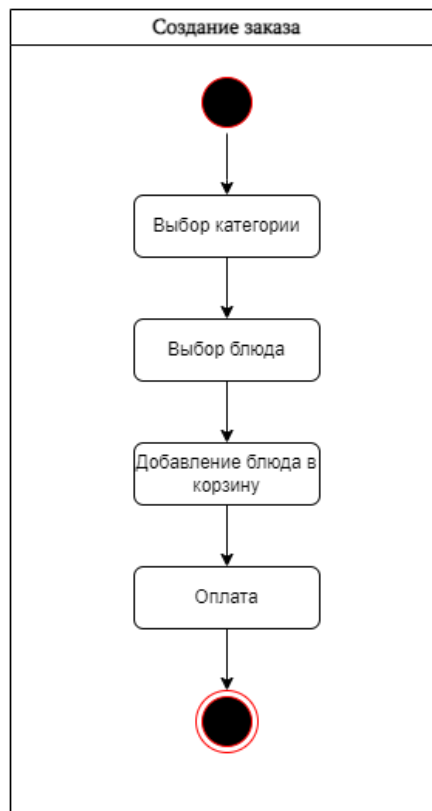 Создание заказа
Выбор категории
Выбор блюда
Добавление блюда в
корзину
Оплата